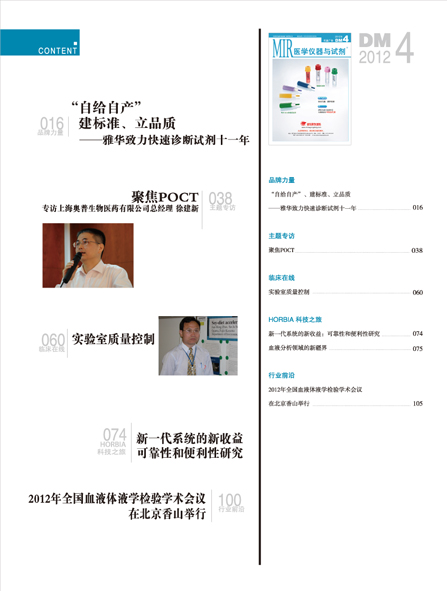 CONTENT
016
品牌力量
“自给自产”
建标准、立品质
——雅华致力快速诊断试剂十一年
聚焦POCT
专访上海奥普生物医药有限公司总经理 徐建新
038
主题专访
060
临床在线
实验室质量控制
074
HORBIA
科技之旅
新一代系统的新收益
可靠性和便利性研究
2012年全国血液体液学检验学术会议
在北京香山举行
100
行业前沿
MIR医学仪器与试剂
DM 4
DM
2012
4
品牌力量
“自给自产”、建标准、立品质
——雅华致力快速诊断试剂十一年 016
主题专访
聚焦POCT 038
临床在线
实验室质量控制 060
HORBIA 科技之旅
新一代系统的新收益：可靠性和便利性研究 074
血液分析领域的新疆界 075
行业前沿
2012年全国血液体液学检验学术会议
在北京香山举行 105